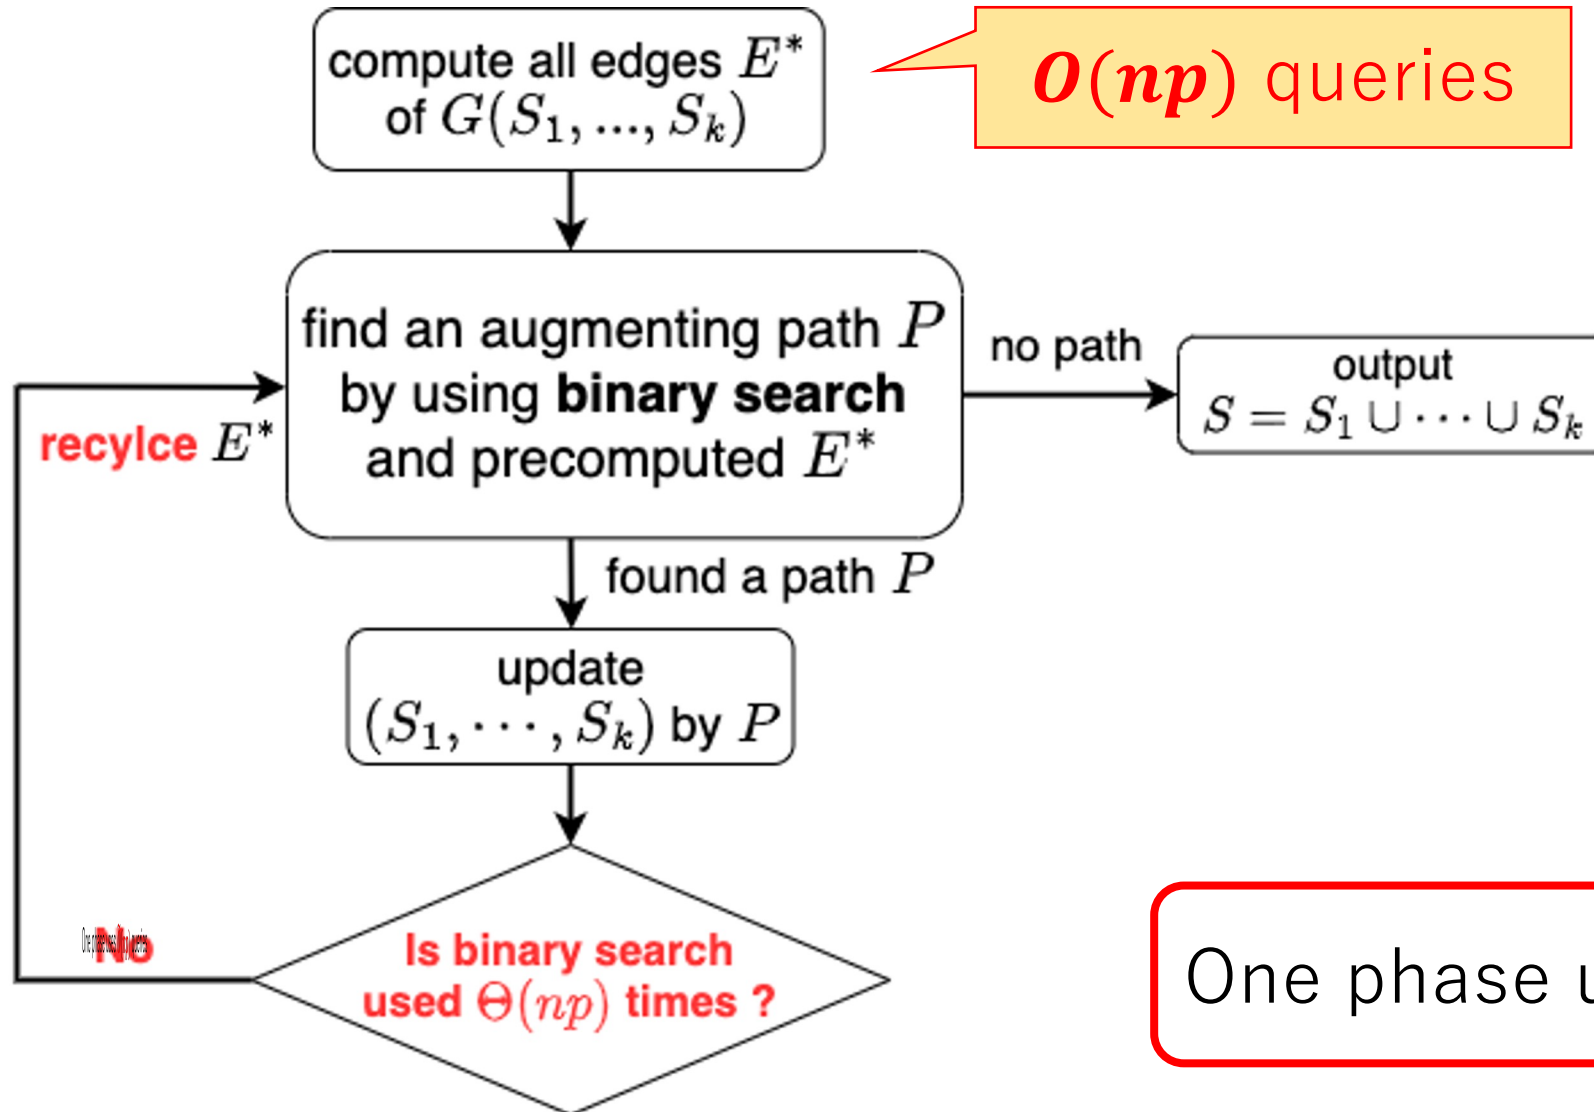 compute all edges E*
of G(S₁, ..., Sₖ)
O(np) queries
find an augmenting path P
by using binary search
and precomputed E*
no path
output
S = S₁ ∪ ⋯ ∪ Sₖ
recylce E*
found a path P
update
(S₁, ⋯ , Sₖ) by P
No
Is binary search
used Θ(np) times ?
One phase u